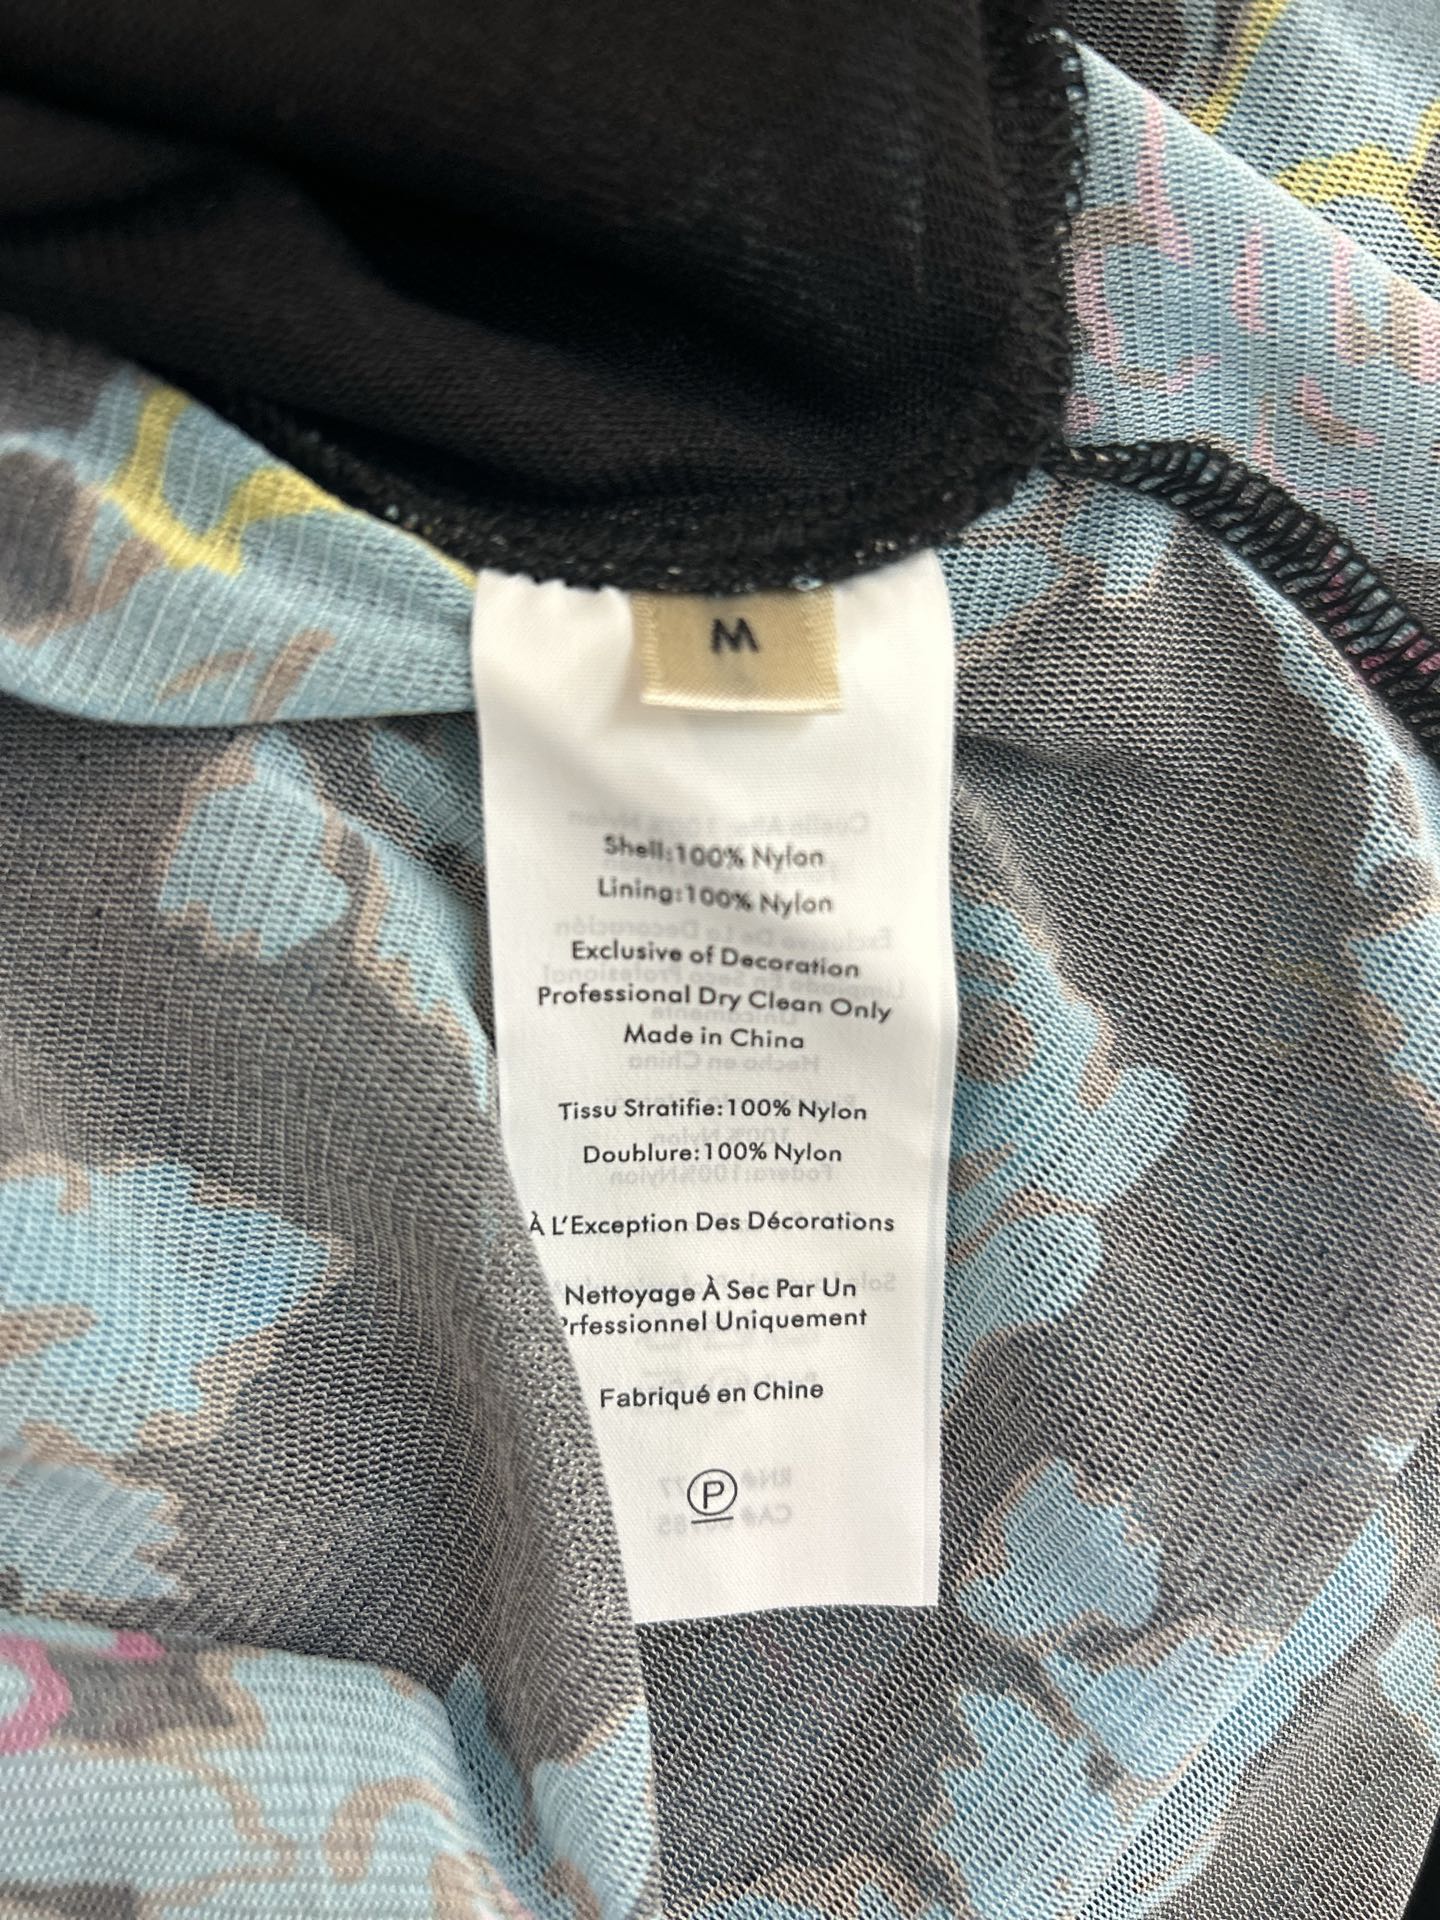 M
Shell:100% Nylon
Lining:100% Nylon
Exclusive of Decoration
Professional Dry Clean Only
Made in China
Tissu Stratifie:100% Nylon
Doublure:100% Nylon
À L'Exception Des Décorations
Nettoyage À Sec Par Un
Prfessionnel Uniquement
Fabriqué en Chine
P